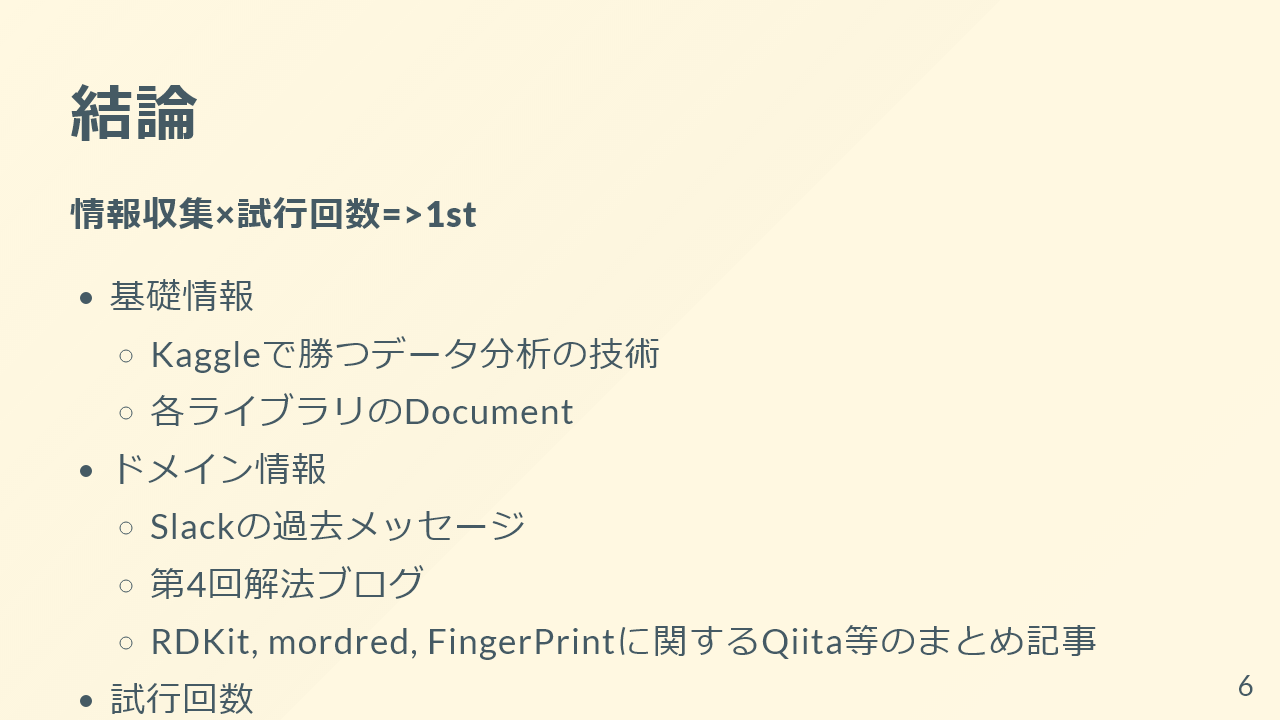 結論
情報収集×試行回数=>1st
基礎情報
Kaggleで勝つデータ分析の技術
各ライブラリのDocument
ドメイン情報
Slackの過去メッセージ
第4回解法ブログ
RDKit, mordred, FingerPrintに関するQiita等のまとめ記事
試行回数
6